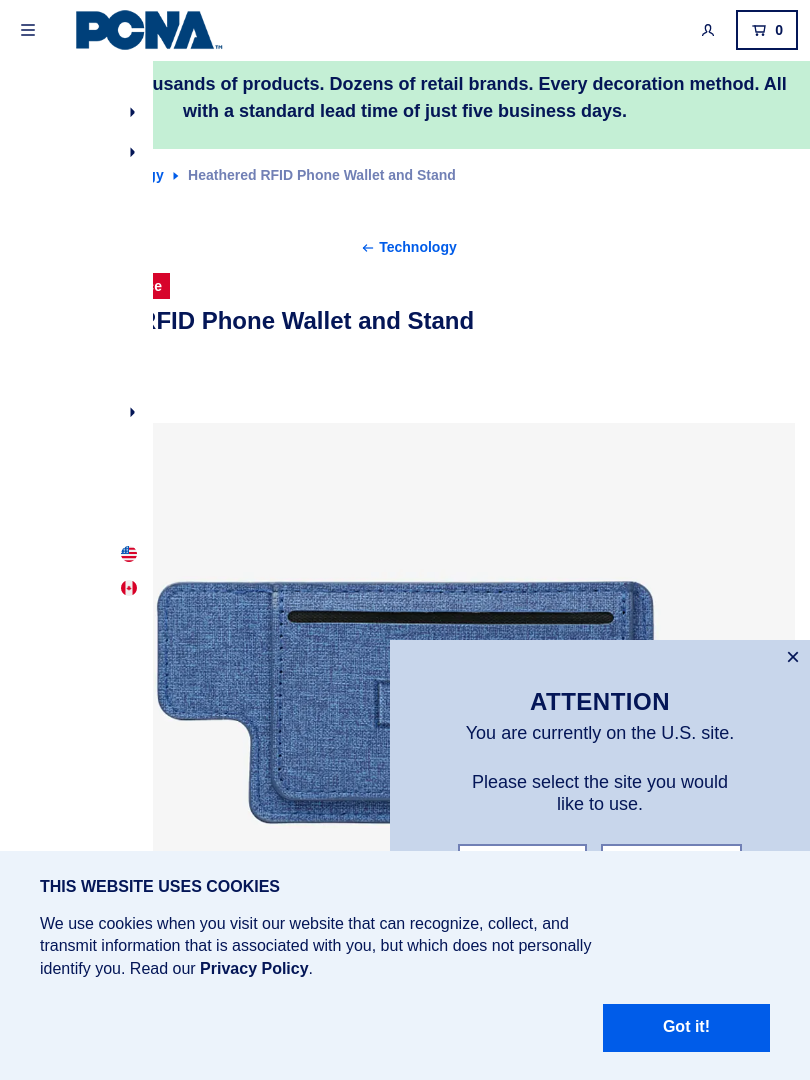 PCNA™
0
usands of products. Dozens of retail brands. Every decoration method. All
with a standard lead time of just five business days.
gy Heathered RFID Phone Wallet and Stand
Technology
RFID Phone Wallet and Stand
ATTENTION
You are currently on the U.S. site.
Please select the site you would
like to use.
THIS WEBSITE USES COOKIES
We use cookies when you visit our website that can recognize, collect, and
transmit information that is associated with you, but which does not personally
identify you. Read our Privacy Policy.
Got it!